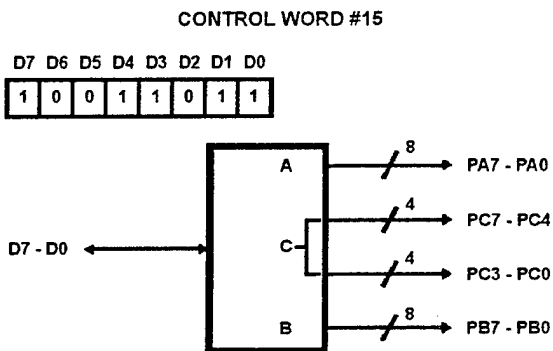 CONTROL WORD #15
D7 D6 D5 D4 D3 D2 D1 D0
1 0 0 1 1 0 1 1
8
A PA7 - PA0
4
PC7 - PC4
D7 - D0 C
4
PC3 - PC0
8
B PB7 - PB0